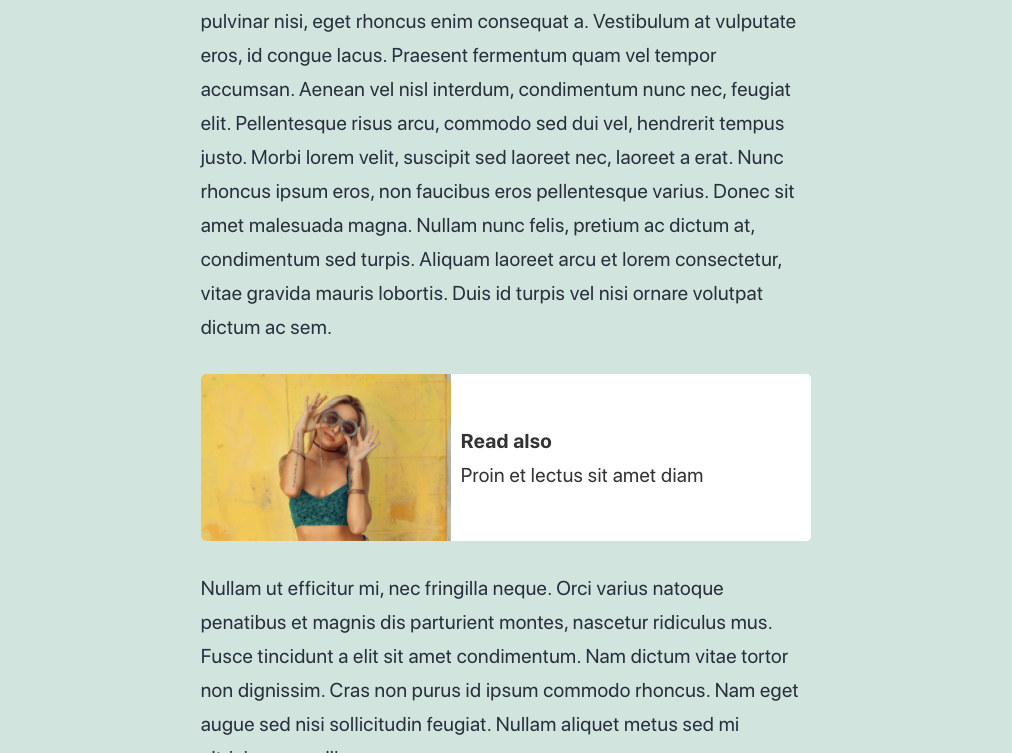 pulvinar nisi, eget rhoncus enim consequat a. Vestibulum at vulputate
eros, id congue lacus. Praesent fermentum quam vel tempor
accumsan. Aenean vel nisl interdum, condimentum nunc nec, feugiat
elit. Pellentesque risus arcu, commodo sed dui vel, hendrerit tempus
justo. Morbi lorem velit, suscipit sed laoreet nec, laoreet a erat. Nunc
rhoncus ipsum eros, non faucibus eros pellentesque varius. Donec sit
amet malesuada magna. Nullam nunc felis, pretium ac dictum at,
condimentum sed turpis. Aliquam laoreet arcu et lorem consectetur,
vitae gravida mauris lobortis. Duis id turpis vel nisi ornare volutpat
dictum ac sem.
Read also
Proin et lectus sit amet diam
Nullam ut efficitur mi, nec fringilla neque. Orci varius natoque
penatibus et magnis dis parturient montes, nascetur ridiculus mus.
Fusce tincidunt a elit sit amet condimentum. Nam dictum vitae tortor
non dignissim. Cras non purus id ipsum commodo rhoncus. Nam eget
augue sed nisi sollicitudin feugiat. Nullam aliquet metus sed mi